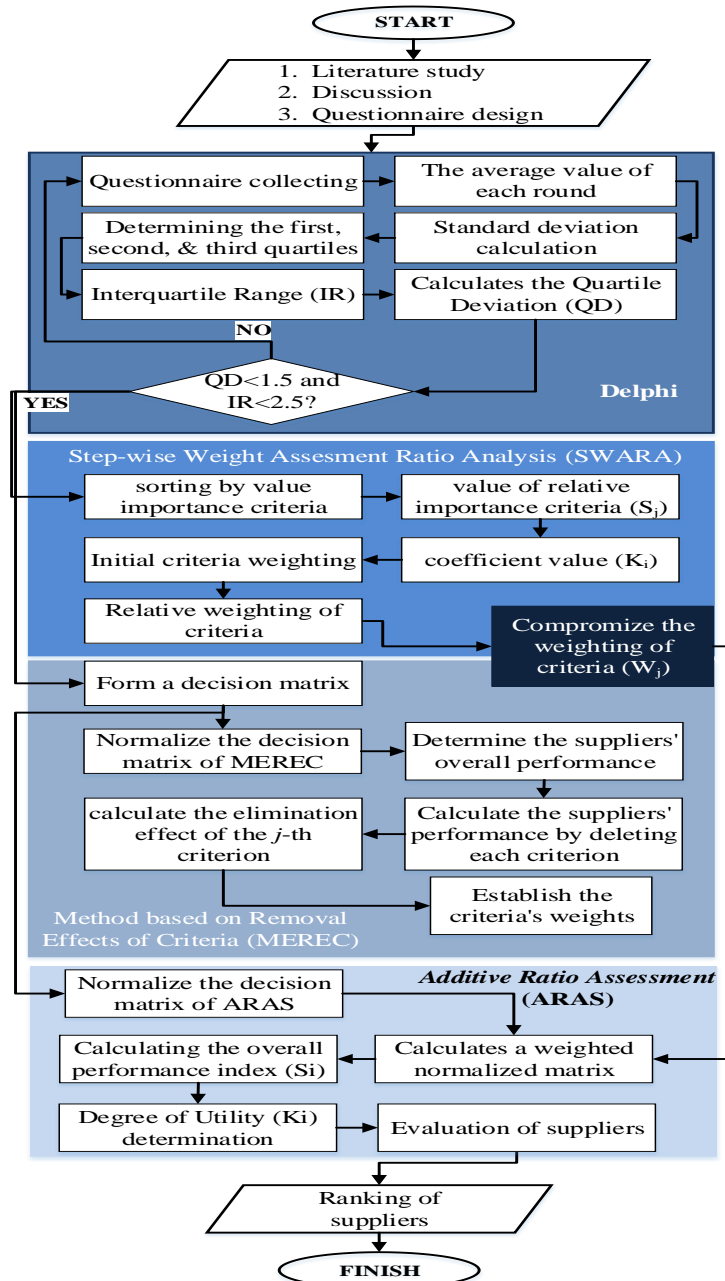 START
1. Literature study
2. Discussion
3. Questionnaire design
Questionnaire collecting
The average value of
each round
Determining the first,
second, & third quartiles
Standard deviation
calculation
Interquartile Range (IR)
Calculates the Quartile
Deviation (QD)
NO
QD<1.5 and
IR<2.5?
YES
Delphi
Step-wise Weight Assesment Ratio Analysis (SWARA)
sorting by value
importance criteria
value of relative
importance criteria (Sj)
Initial criteria weighting
coefficient value (Ki)
Relative weighting of
criteria
Compromize the
weighting of
criteria (Wj)
Form a decision matrix
Normalize the decision
matrix of MEREC
Determine the suppliers'
overall performance
calculate the elimination
effect of the j-th
criterion
Calculate the suppliers'
performance by deleting
each criterion
Establish the
criteria's weights
Method based on Removal
Effects of Criteria (MEREC)
Normalize the decision
matrix of ARAS
Additive Ratio Assessment
(ARAS)
Calculating the overall
performance index (Si)
Calculates a weighted
normalized matrix
Degree of Utility (Ki)
determination
Evaluation of suppliers
Ranking of
suppliers
FINISH